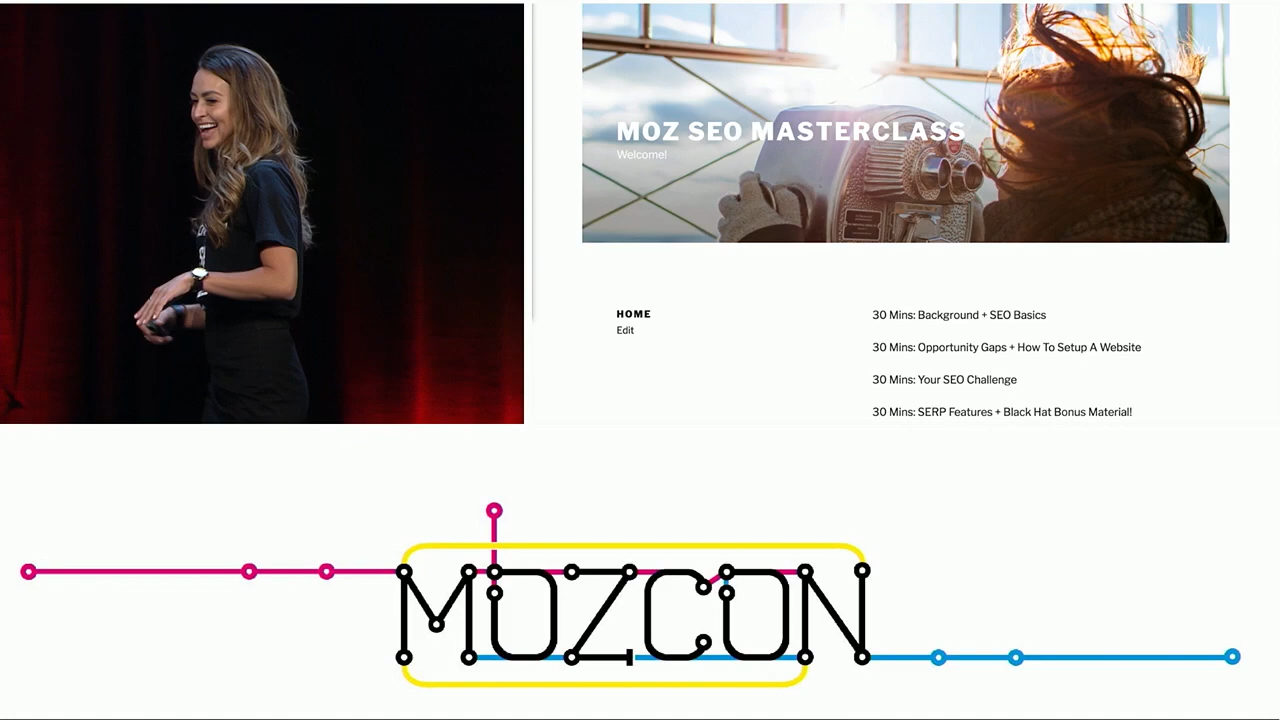 MOZ SEO MASTERCLASS
Welcome!
HOME
Edit
30 Mins: Background + SEO Basics
30 Mins: Opportunity Gaps + How To Setup A Website
30 Mins: Your SEO Challenge
30 Mins: SERP Features + Black Hat Bonus Material!
MOZCON